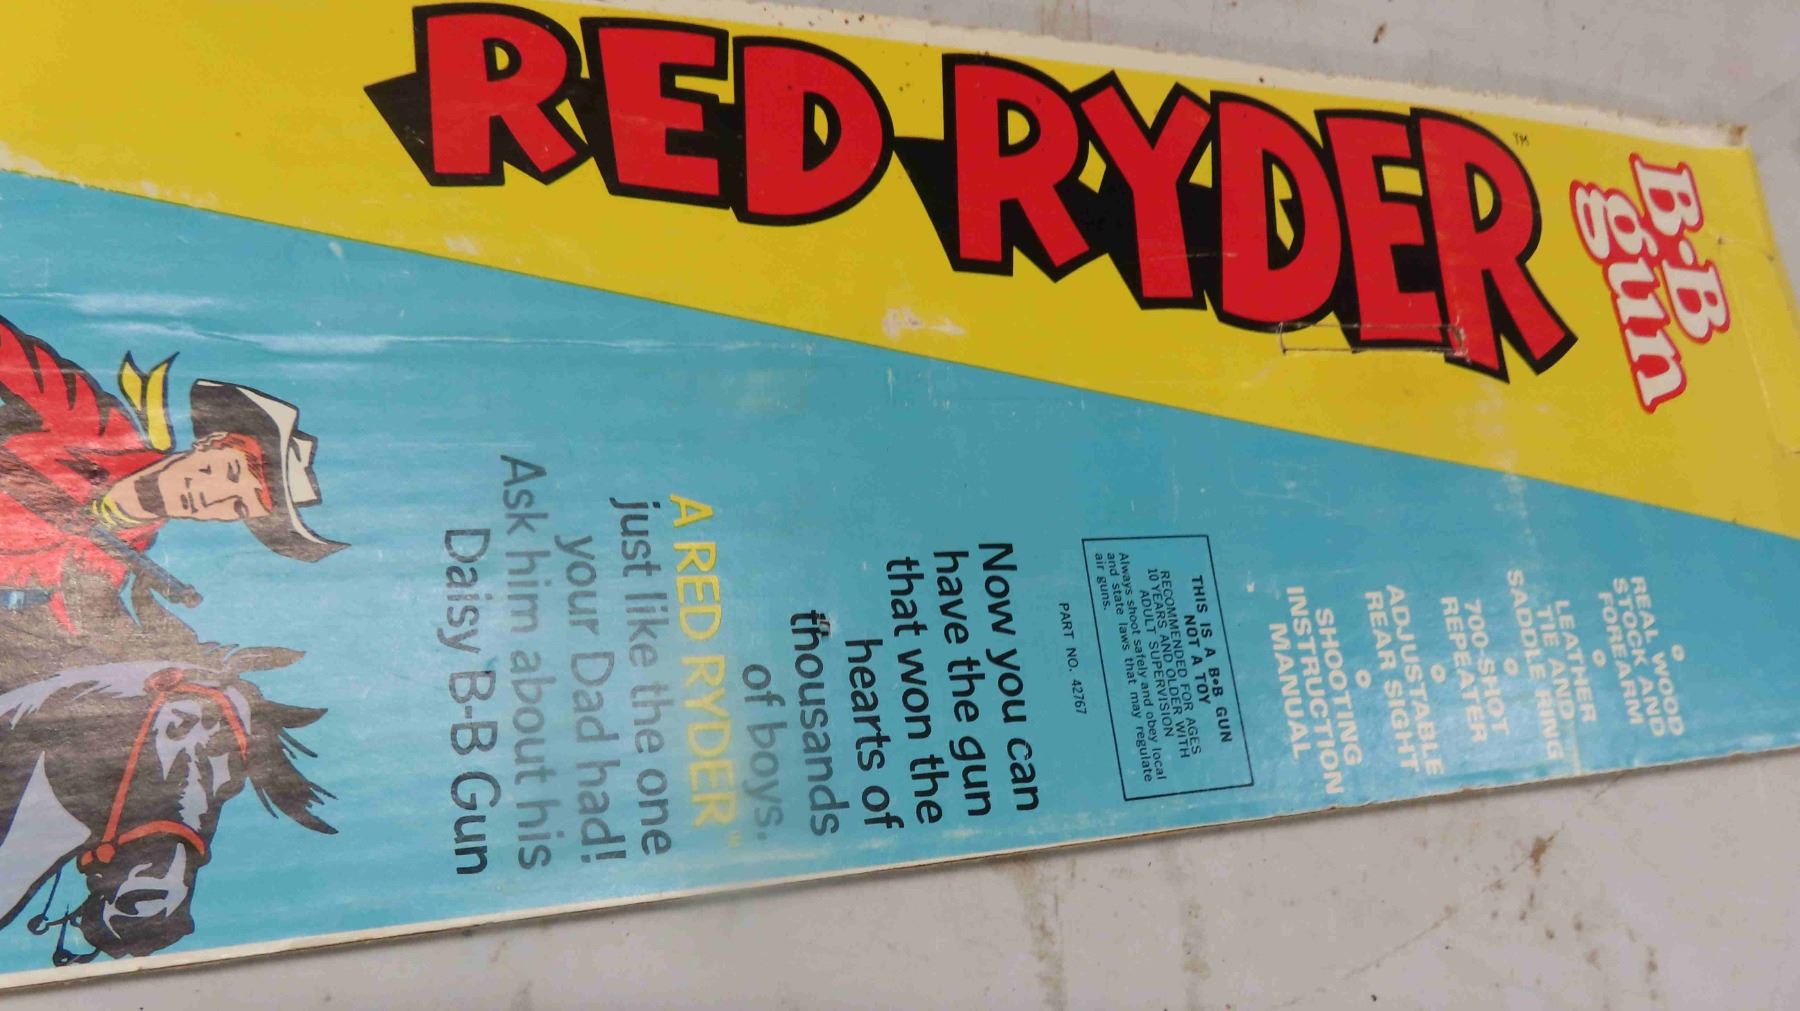 RED RYDER™
B·B
gun
REAL WOOD
STOCK AND
FOREARM
LEATHER
TIE AND
SADDLE RING
700-SHOT
REPEATER
ADJUSTABLE
REAR SIGHT
SHOOTING
INSTRUCTION
MANUAL
THIS IS A B•B GUN
THIS IS NOT A TOY
RECOMMENDED FOR AGES
10 YEARS AND OLDER WITH
ADULT SUPERVISION
Always shoot safely and obey local
and state laws that may regulate
air guns.
PART NO. 42767
Now you can
have the gun
that won the
hearts of
thousands
of boys.
A RED RYDER™
just like the one
your Dad had!
Ask him about his
Daisy B-B Gun